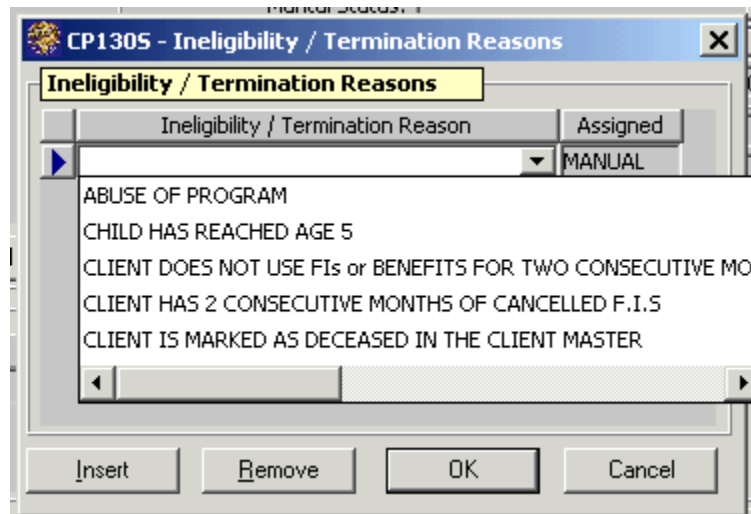 Manual Status:
CP130S - Ineligibility / Termination Reasons
Ineligibility / Termination Reasons
Ineligibility / Termination Reason Assigned
MANUAL
ABUSE OF PROGRAM
CHILD HAS REACHED AGE 5
CLIENT DOES NOT USE FIs or BENEFITS FOR TWO CONSECUTIVE MO
CLIENT HAS 2 CONSECUTIVE MONTHS OF CANCELLED F.I.S
CLIENT IS MARKED AS DECEASED IN THE CLIENT MASTER
Insert Remove OK Cancel